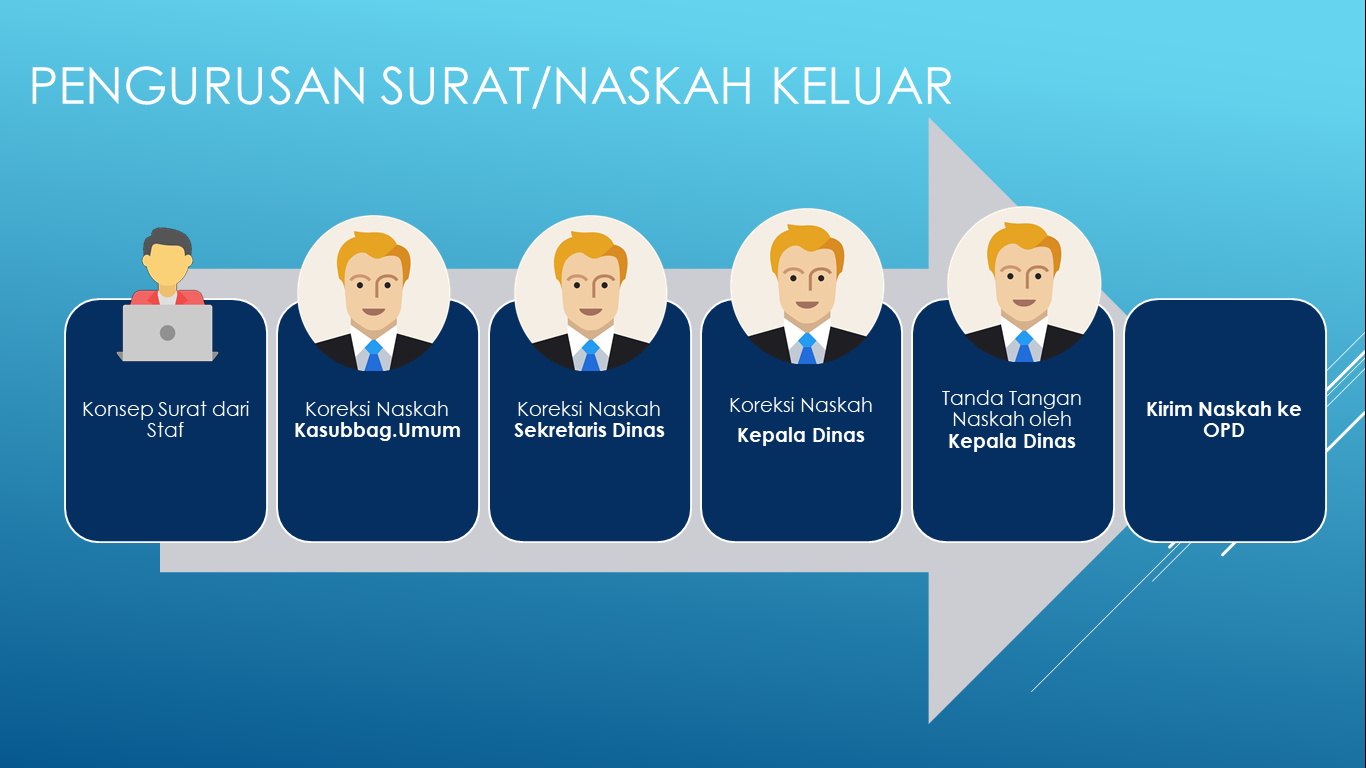 PENGURUSAN SURAT/NASKAH KELUAR
Konsep Surat dari
Staf
Koreksi Naskah
Kasubbag.Umum
Koreksi Naskah
Sekretaris Dinas
Koreksi Naskah
Kepala Dinas
Tanda Tangan
Naskah oleh
Kepala Dinas
Kirim Naskah ke
OPD